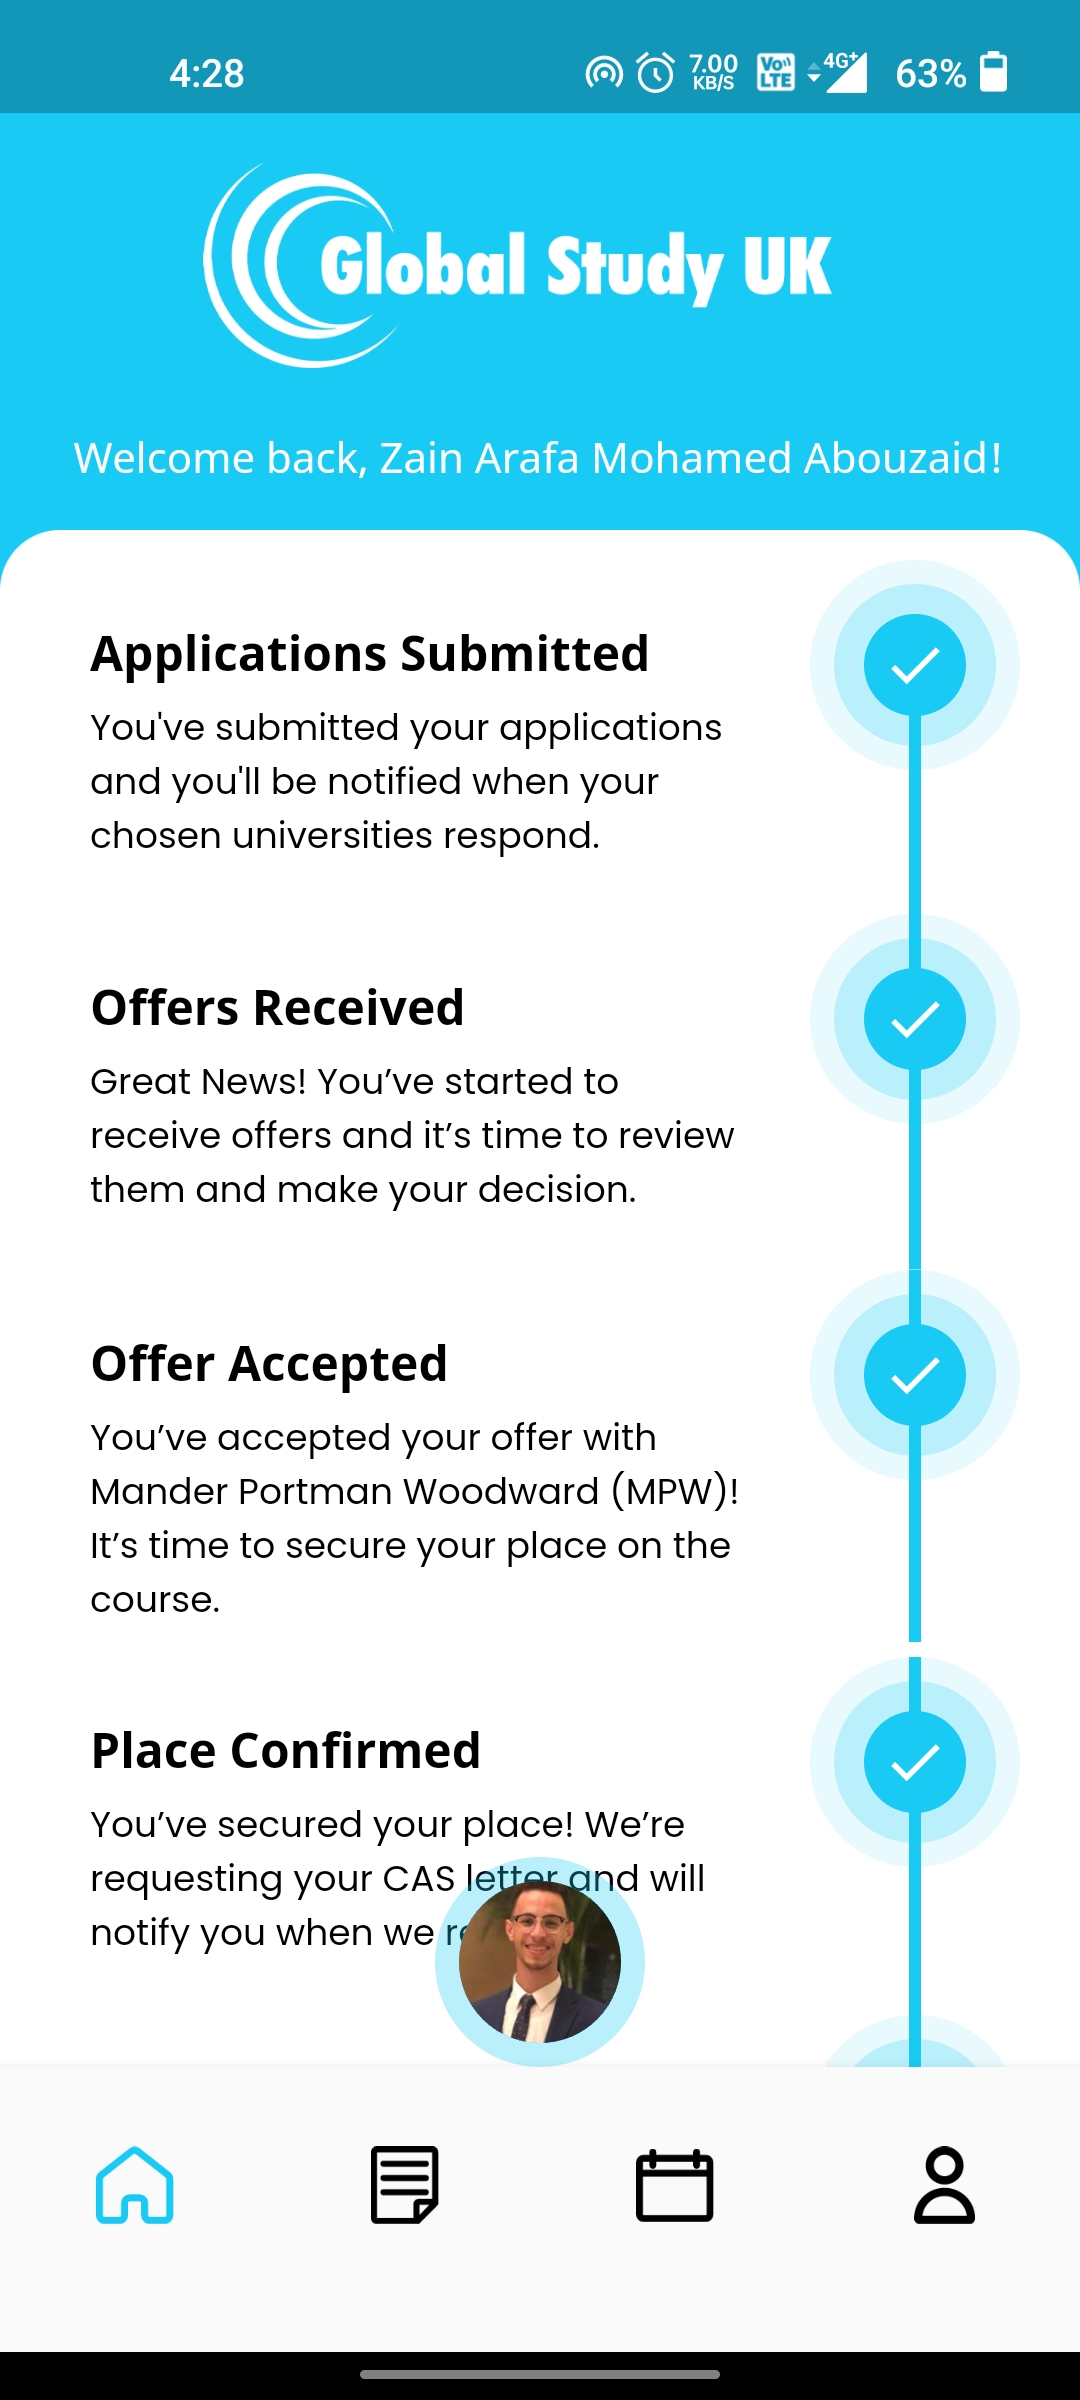 4:28
7.00
KB/S
Vo
LTE
4G+
63%
Global Study UK
Welcome back, Zain Arafa Mohamed Abouzaid!
Applications Submitted
You've submitted your applications
and you'll be notified when your
chosen universities respond.
Offers Received
Great News! You’ve started to
receive offers and it’s time to review
them and make your decision.
Offer Accepted
You’ve accepted your offer with
Mander Portman Woodward (MPW)!
It’s time to secure your place on the
course.
Place Confirmed
You’ve secured your place! We’re
requesting your CAS letter and will
notify you when we